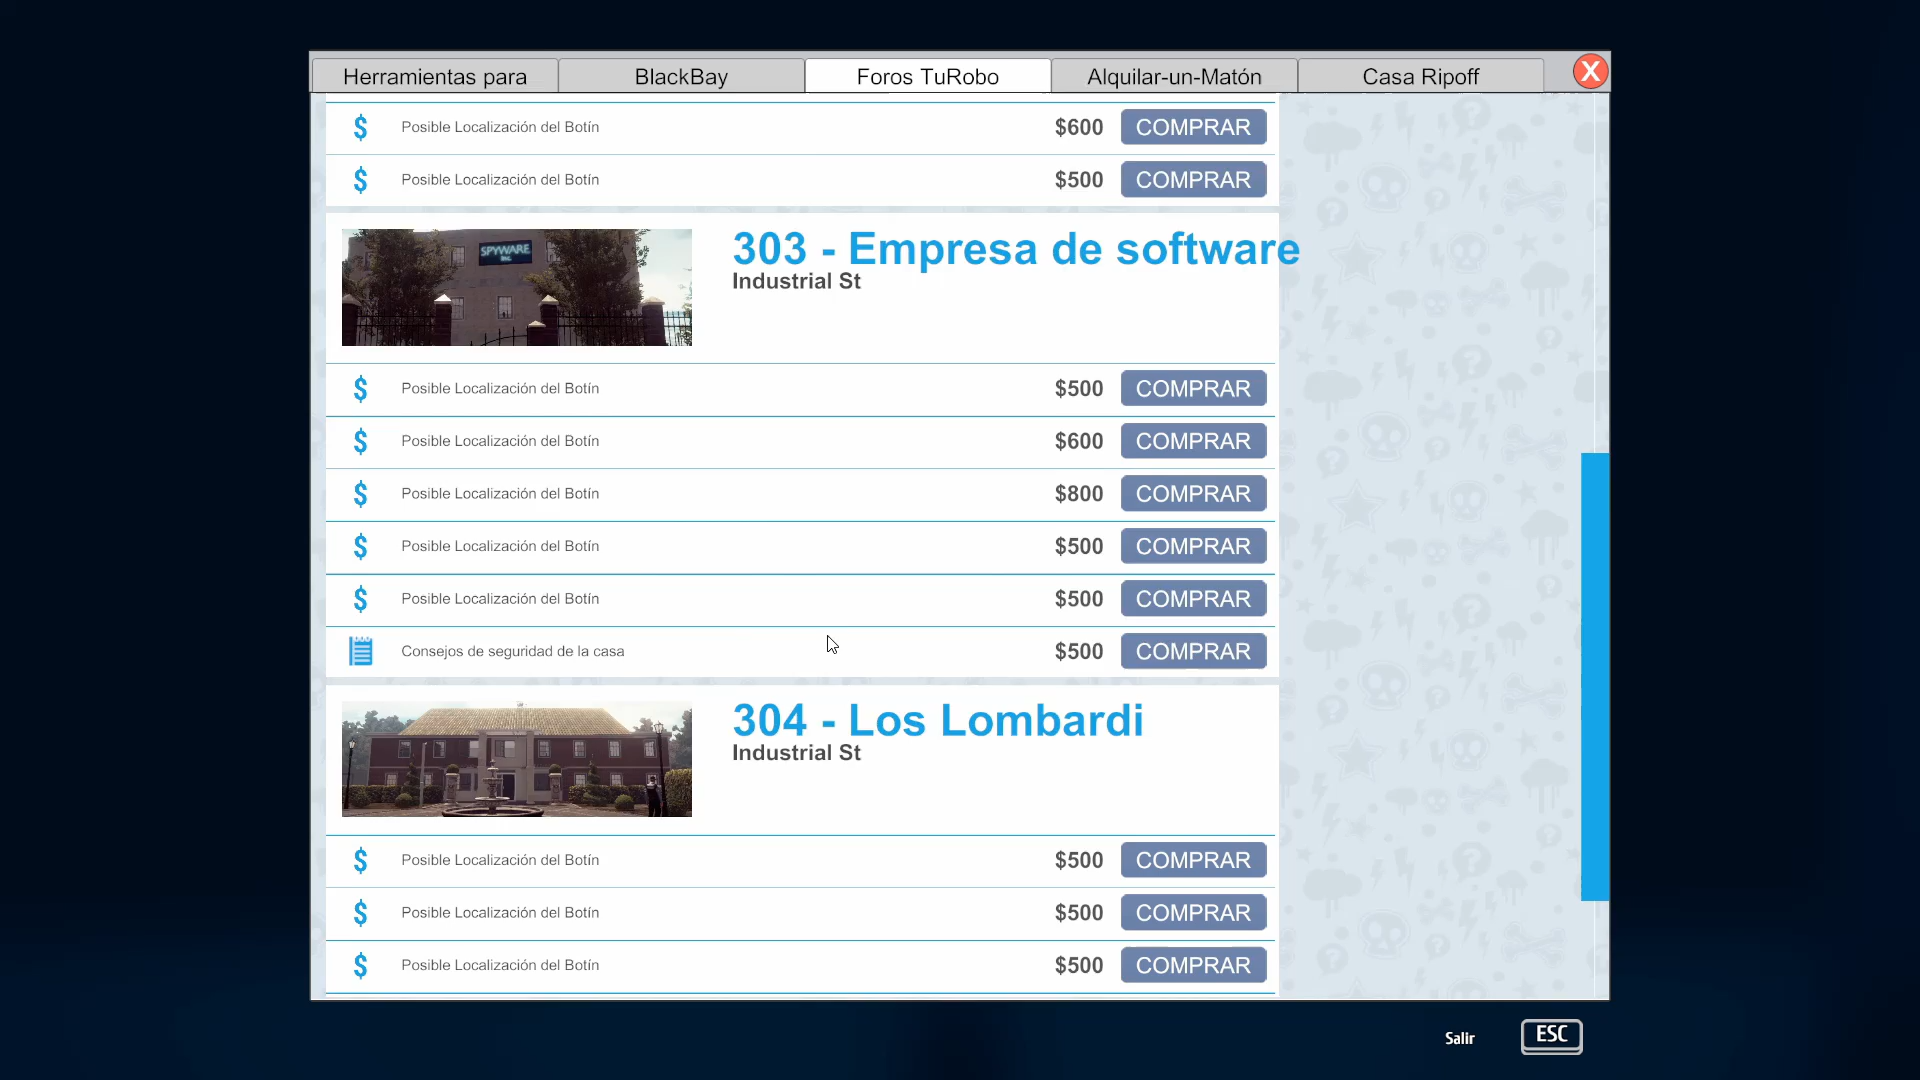 Herramientas para
BlackBay
Foros TuRobo
Alquilar-un-Matón
Casa Ripoff
X
$ Posible Localización del Botín $600 COMPRAR
$ Posible Localización del Botín $500 COMPRAR
SPYWARE
Inc.
303 - Empresa de software
Industrial St
$ Posible Localización del Botín $500 COMPRAR
$ Posible Localización del Botín $600 COMPRAR
$ Posible Localización del Botín $800 COMPRAR
$ Posible Localización del Botín $500 COMPRAR
$ Posible Localización del Botín $500 COMPRAR
Consejos de seguridad de la casa $500 COMPRAR
304 - Los Lombardi
Industrial St
$ Posible Localización del Botín $500 COMPRAR
$ Posible Localización del Botín $500 COMPRAR
$ Posible Localización del Botín $500 COMPRAR
Salir ESC